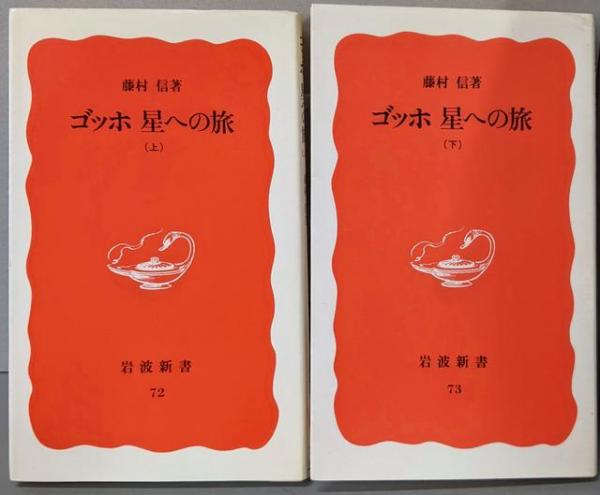 藤村 信著
ゴッホ 星への旅
(上)
岩波新書
72
藤村 信著
ゴッホ 星への旅
(下)
岩波新書
73